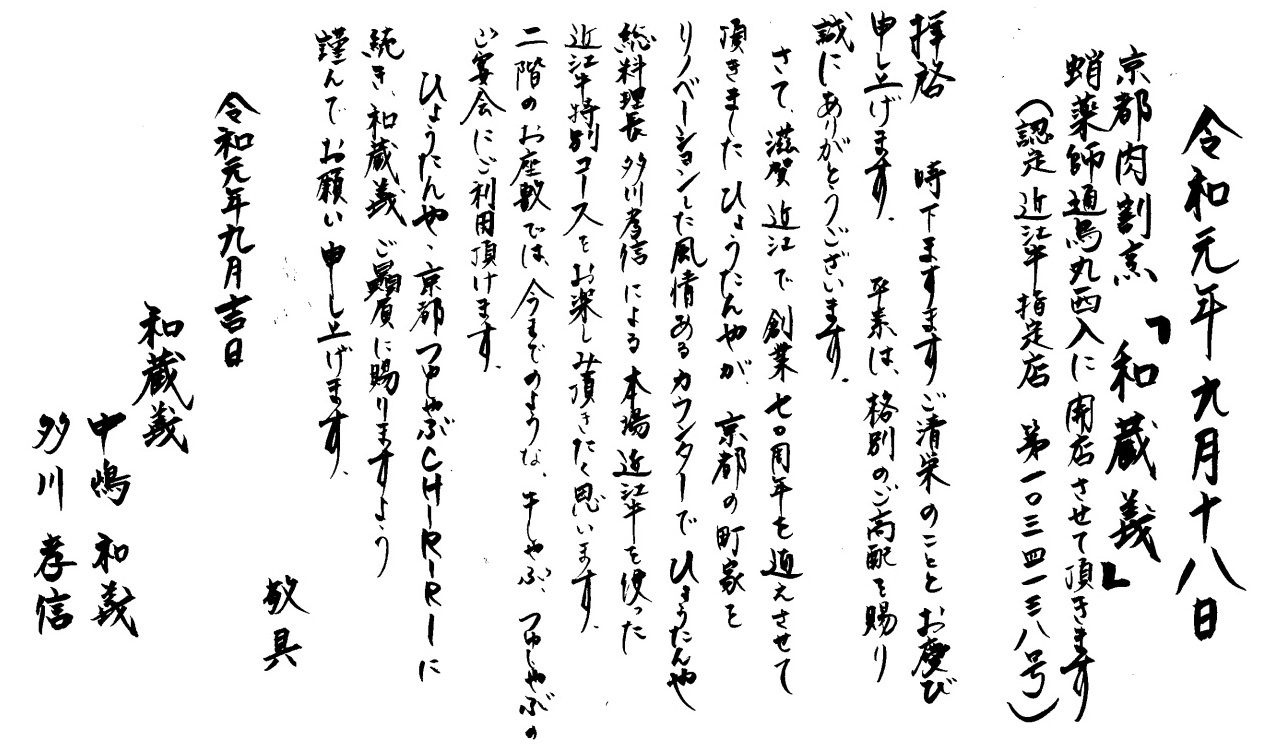 令和元年九月十八日
京都肉割烹「和蔵義」
蛸薬師通烏丸西入に開店させて頂きます
(認定近江牛指定店 第一〇三四一三八号)
拝啓 時下ますますご清栄のこととお慶び
申し上げます。 平素は、格別のご高配を賜り
誠にありがとうございます。
さて、滋賀近江で創業七〇周年を迎えさせて
頂きましたひょうたんやが、京都の町家を
リノベーションした風情あるカウンターでひょうたんや
総料理長多川孝信による本場近江牛を使った
近江牛特別コースをお楽しみ頂きたく思います。
二階のお座敷では、今までのような、牛しゃぶ、つゆしゃぶの
ご宴会にご利用頂けます。
ひょうたんや、京都つゆしゃぶCHIRIRIに
続き、和蔵義ご贔屓に賜りますよう
謹んでお願い申し上げます。
敬具
令和元年九月吉日
和蔵義
中嶋和義
多川孝信